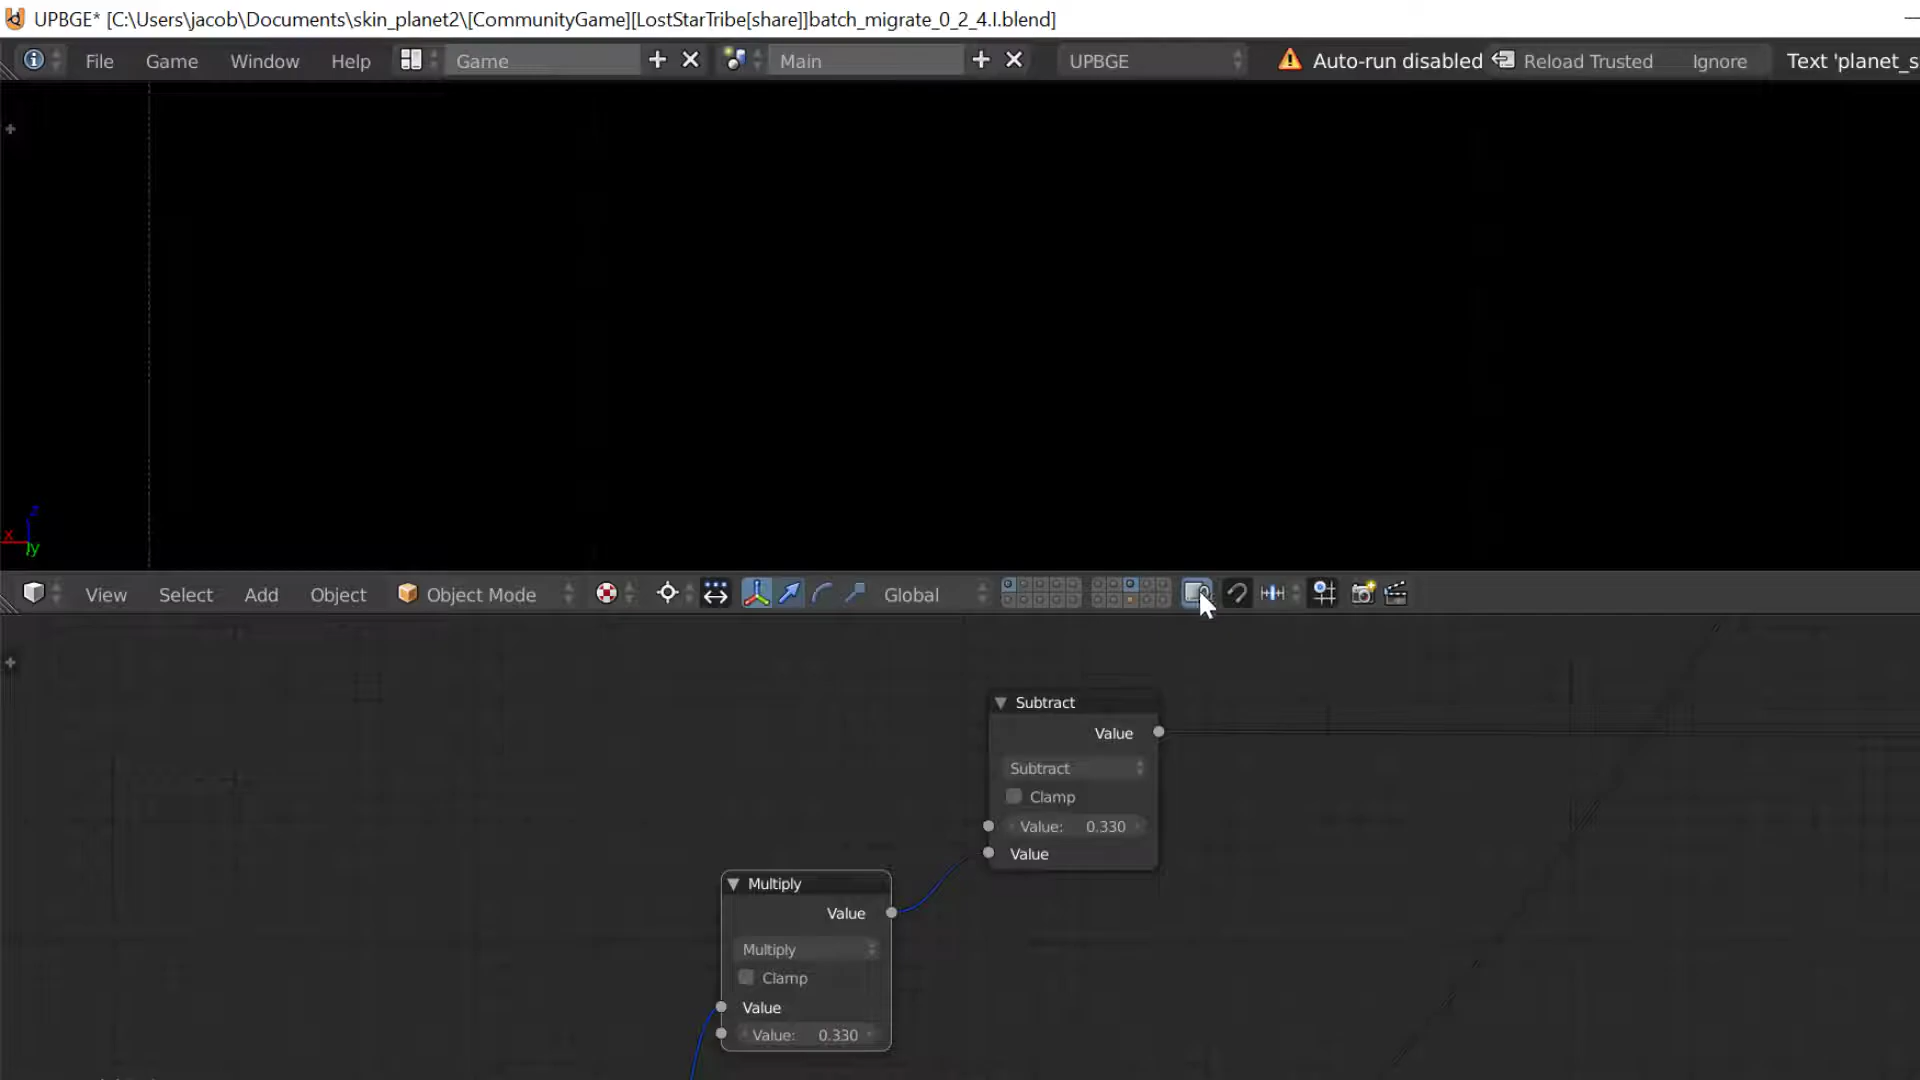 UPBGE* [C:\Users\jacob\Documents\skin_planet2\[CommunityGame][LostStarTribe[share]]batch_migrate_0_2_4.I.blend]
File Game Window Help Game Main UPBGE Auto-run disabled Reload Trusted Ignore Text 'planet_s
z
x
y
View Select Add Object Object Mode Global
Subtract
Value
Subtract
Clamp
Value: 0.330
Value
Multiply
Value
Multiply
Clamp
Value
Value: 0.330